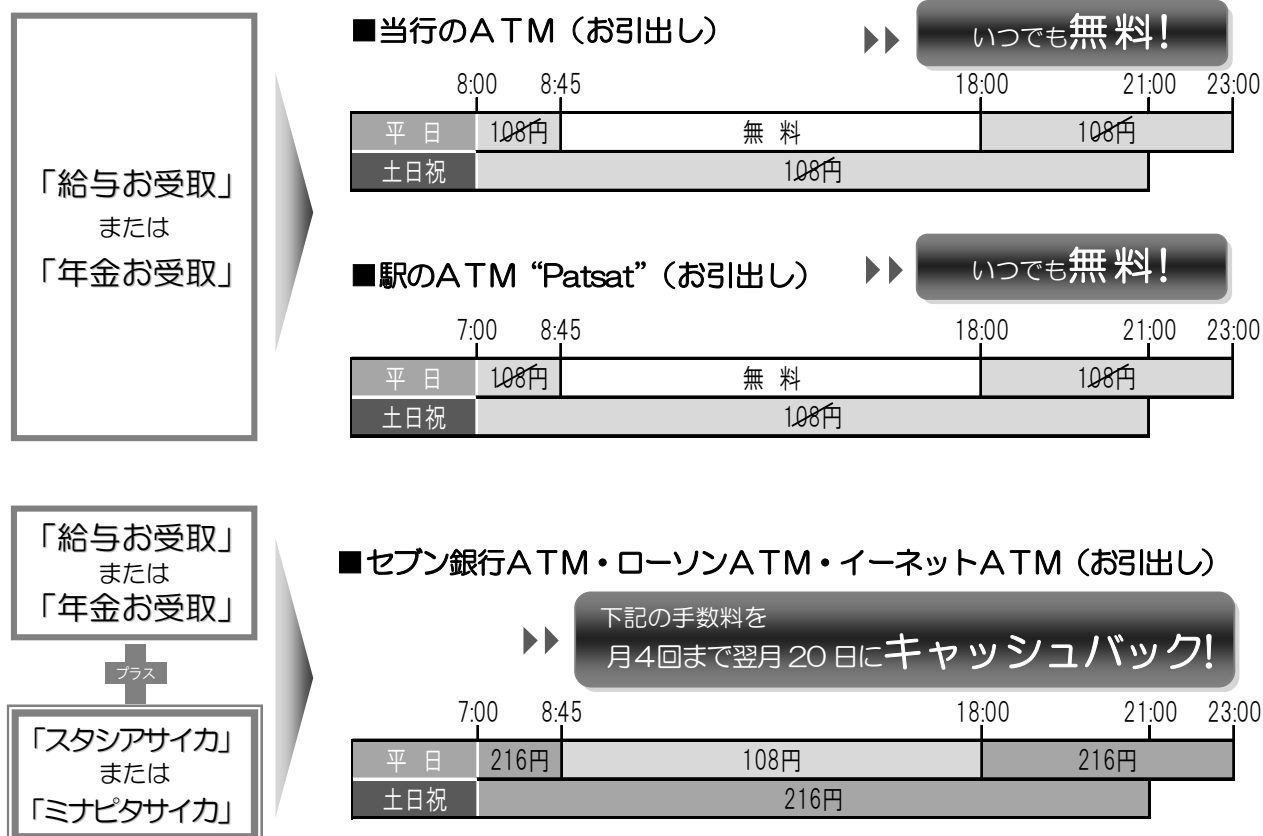 「給与お受取」
または
「年金お受取」
■当行のATM（お引出し）
いつでも無料!
8:00 8:45 18:00 21:00 23:00
平 日 108円 無 料 108円
土日祝 108円
■駅のATM “Patsat”（お引出し）
いつでも無料!
7:00 8:45 18:00 21:00 23:00
平 日 108円 無 料 108円
土日祝 108円
「給与お受取」
または
「年金お受取」
プラス
「スタシアサイカ」
または
「ミナピタサイカ」
■セブン銀行ATM・ローソンATM・イーネットATM（お引出し）
下記の手数料を
月4回まで翌月20日にキャッシュバック!
7:00 8:45 18:00 21:00 23:00
平 日 216円 108円 216円
土日祝 216円